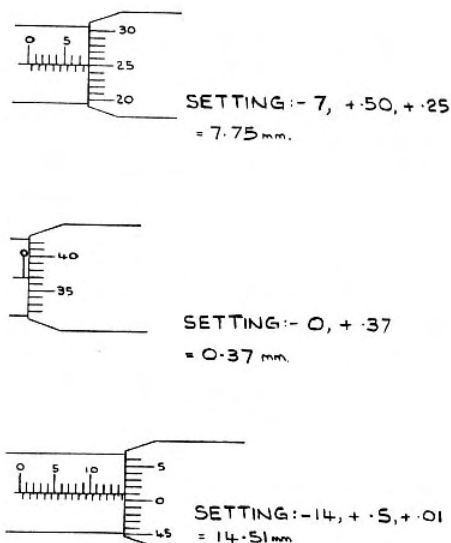 0 5
30
25
20
SETTING:- 7, +·50, +·25
= 7·75 mm.
0
40
35
SETTING:- 0, + ·37
= 0·37 mm.
0 5 10
5
0
45
SETTING:-14, + ·5, + ·01
= 14·51 mm